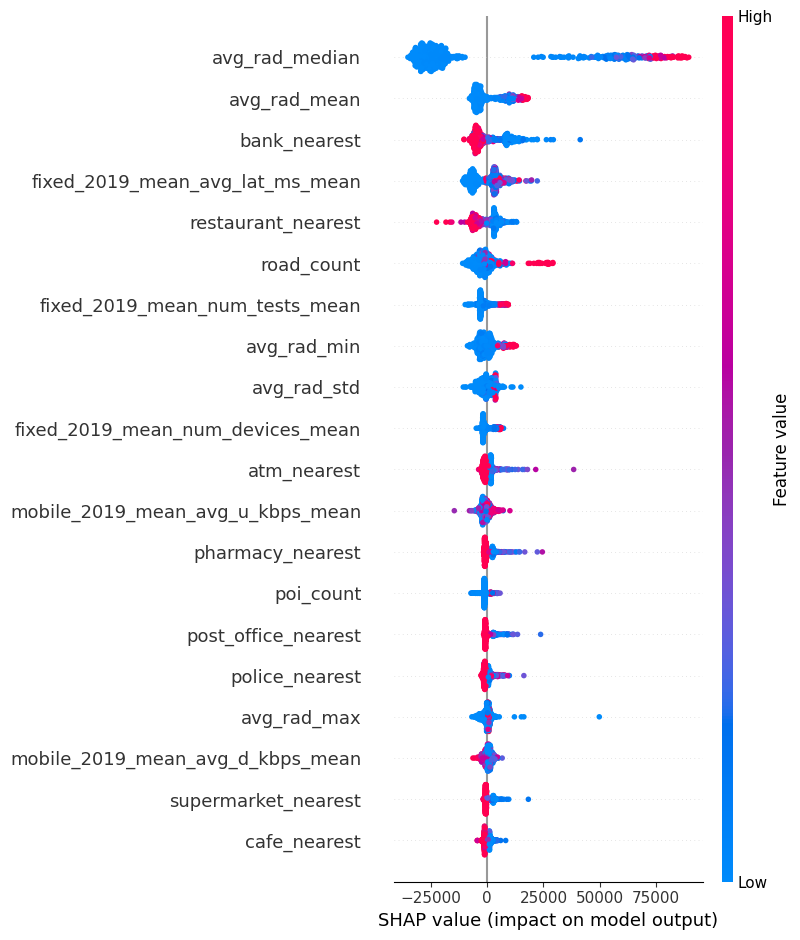 High
avg_rad_median
avg_rad_mean
bank_nearest
fixed_2019_mean_avg_lat_ms_mean
restaurant_nearest
road_count
fixed_2019_mean_num_tests_mean
avg_rad_min
avg_rad_std
fixed_2019_mean_num_devices_mean
atm_nearest
mobile_2019_mean_avg_u_kbps_mean
pharmacy_nearest
poi_count
post_office_nearest
police_nearest
avg_rad_max
mobile_2019_mean_avg_d_kbps_mean
supermarket_nearest
cafe_nearest
Feature value
Low
−25000 0 25000 50000 75000
SHAP value (impact on model output)